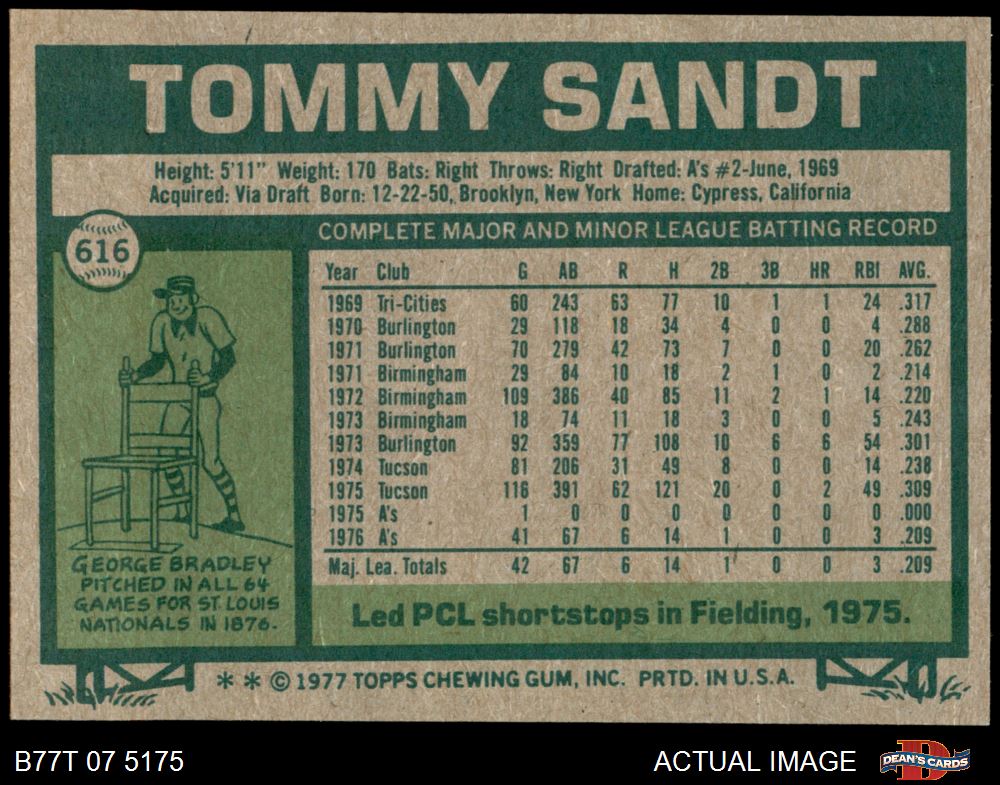 TOMMY SANDT
Height: 5'11" Weight: 170 Bats: Right Throws: Right Drafted: A's #2-June, 1969
Acquired: Via Draft Born: 12-22-50, Brooklyn, New York Home: Cypress, California
616
COMPLETE MAJOR AND MINOR LEAGUE BATTING RECORD
Year Club G AB R H 2B 3B HR RBI AVG.
1969 Tri-Cities 60 243 63 77 10 1 1 24 .317
1970 Burlington 29 118 18 34 4 0 0 4 .288
1971 Burlington 70 279 42 73 7 0 0 20 .262
1971 Birmingham 29 84 10 18 2 1 0 2 .214
1972 Birmingham 109 386 40 85 11 2 1 14 .220
1973 Birmingham 18 74 11 18 3 0 0 5 .243
1973 Burlington 92 359 77 108 10 6 6 54 .301
1974 Tucson 81 206 31 49 8 0 0 14 .238
1975 Tucson 116 391 62 121 20 0 2 49 .309
1975 A's 1 0 0 0 0 0 0 0 .000
1976 A's 41 67 6 14 1 0 0 3 .209
Maj. Lea. Totals 42 67 6 14 1 0 0 3 .209
GEORGE BRADLEY
PITCHED IN ALL 64
GAMES FOR ST. LOUIS
NATIONALS IN 1876.
Led PCL shortstops in Fielding, 1975.
* * © 1977 TOPPS CHEWING GUM, INC. PRTD. IN U.S.A.
B77T 07 5175
ACTUAL IMAGE
D
DEAN'S CARDS